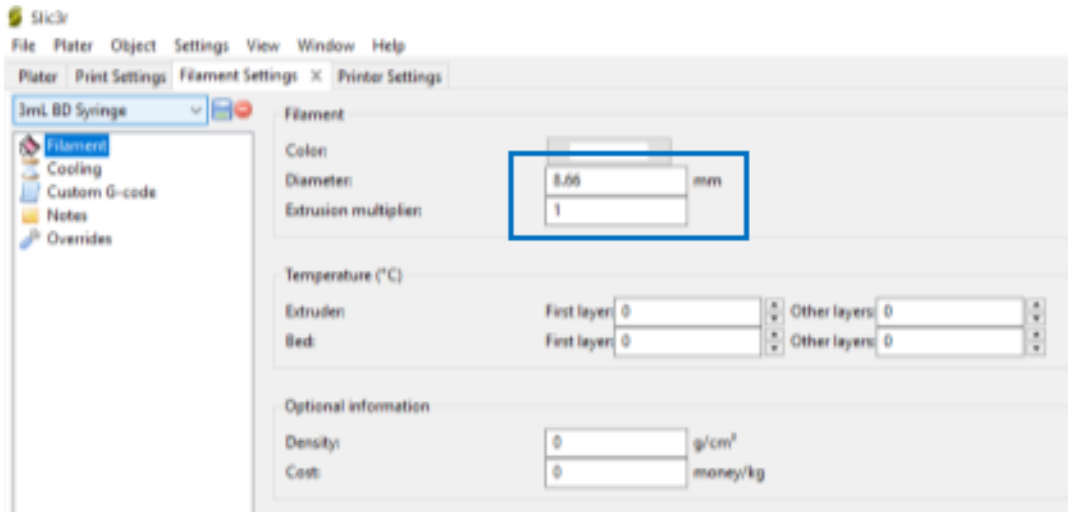 Slic3r
File Plater Object Settings View Window Help
Plater Print Settings Filament Settings × Printer Settings
3mL BD Syringe
Filament
Cooling
Custom G-code
Notes
Overrides
Filament
Color:
Diameter: 8.66 mm
Extrusion multiplier: 1
Temperature (°C)
Extruder: First layer: 0 Other layers: 0
Bed: First layer: 0 Other layers: 0
Optional information
Density: 0 g/cm³
Cost: 0 money/kg